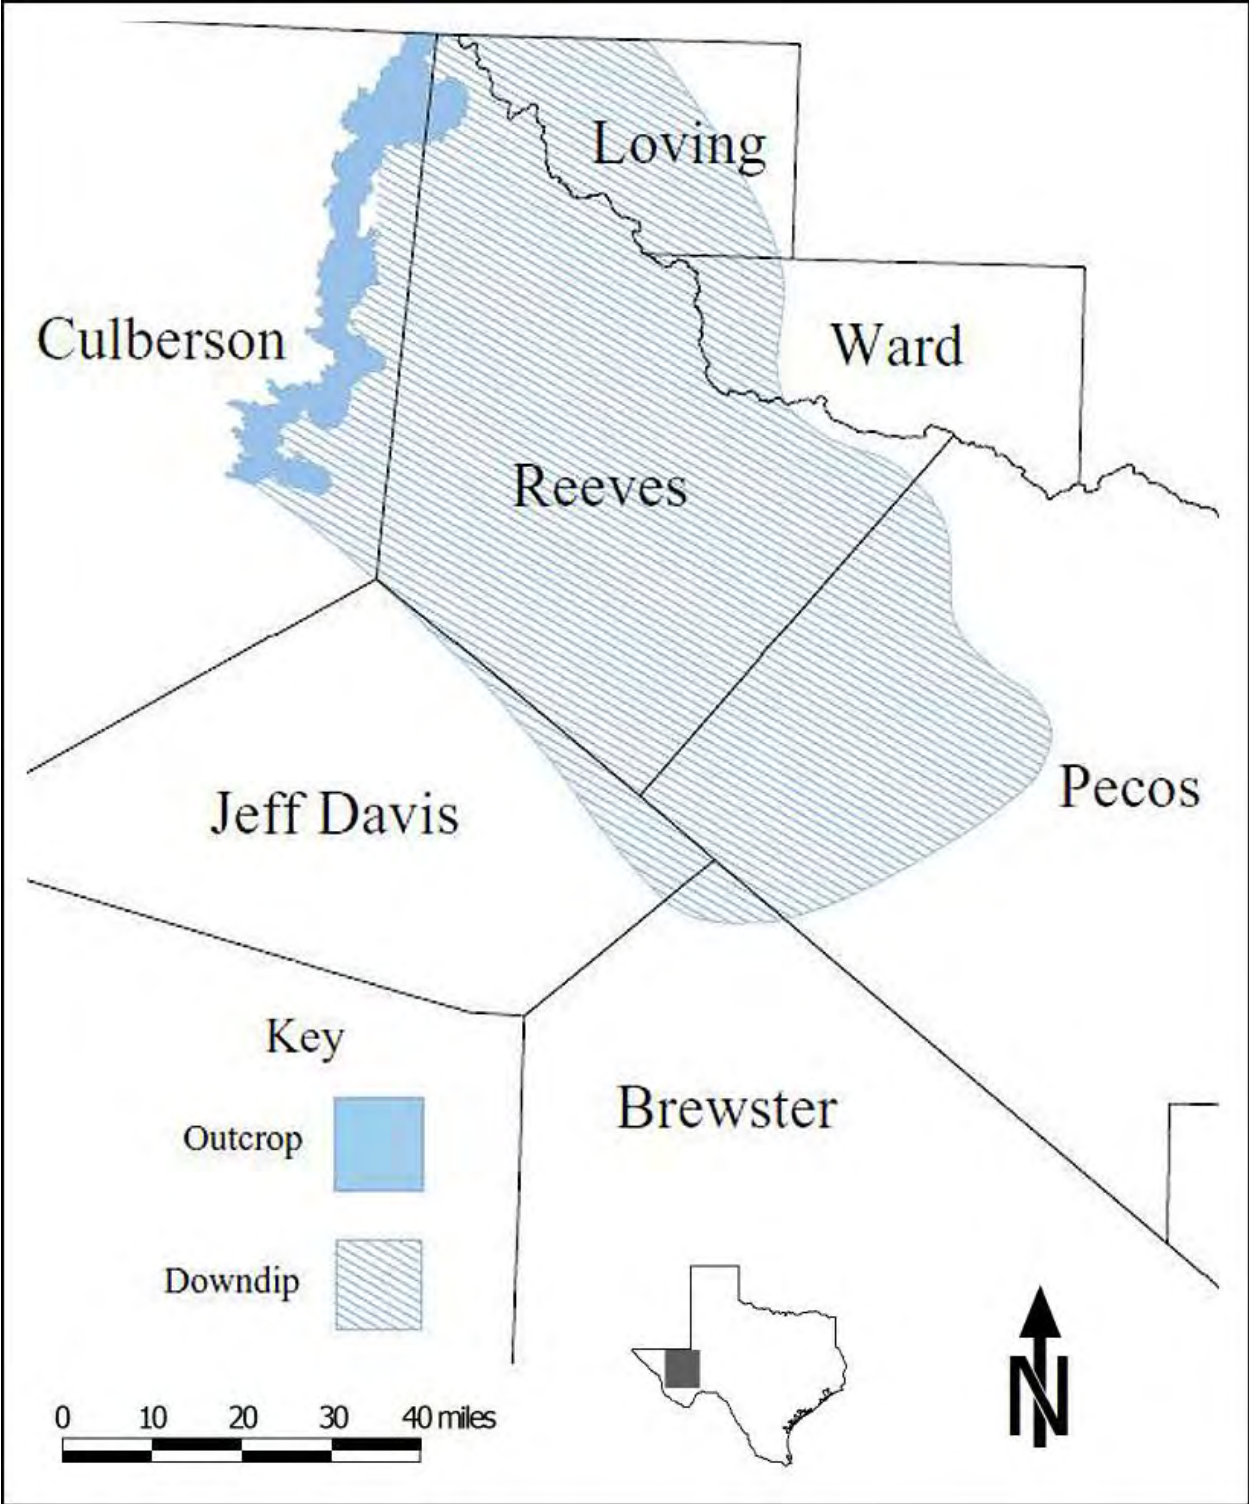 Loving
Culberson
Ward
Reeves
Pecos
Jeff Davis
Key
Brewster
Outcrop
Downdip
0 10 20 30 40 miles
N